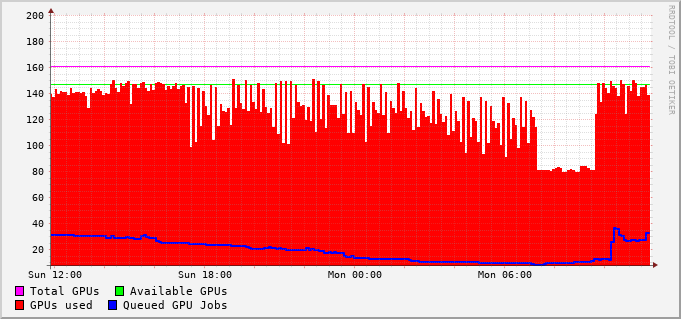 200
180
160
140
120
100
80
60
40
20
Sun 12:00 Sun 18:00 Mon 00:00 Mon 06:00
Total GPUs Available GPUs
GPUs used Queued GPU Jobs
RRDTOOL / TOBI OETIKER